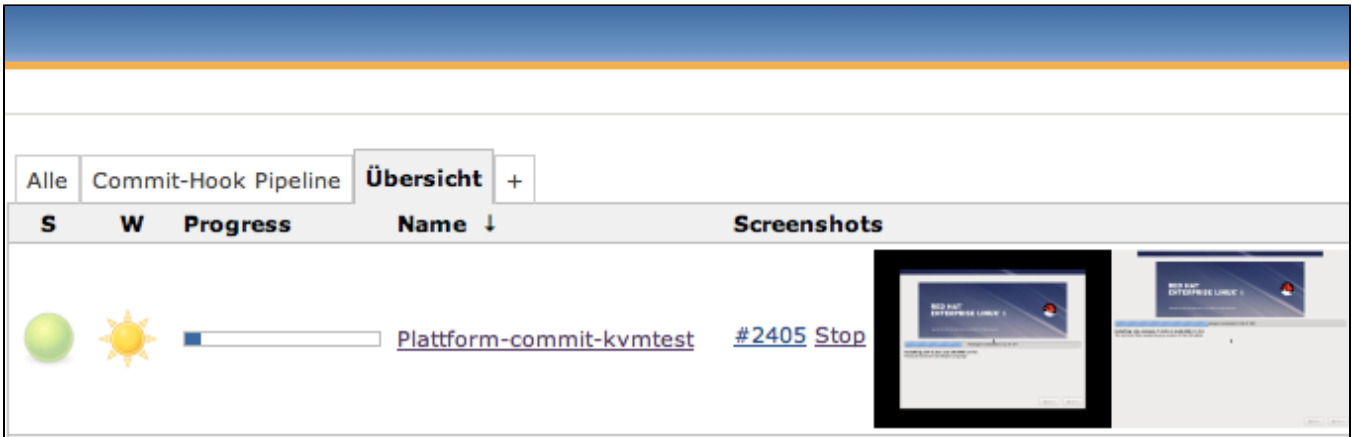 Alle Commit-Hook Pipeline Übersicht +
S W Progress Name ↓ Screenshots
Plattform-commit-kvmtest #2405 Stop
RED HAT
ENTERPRISE LINUX
RED HAT
ENTERPRISE LINUX